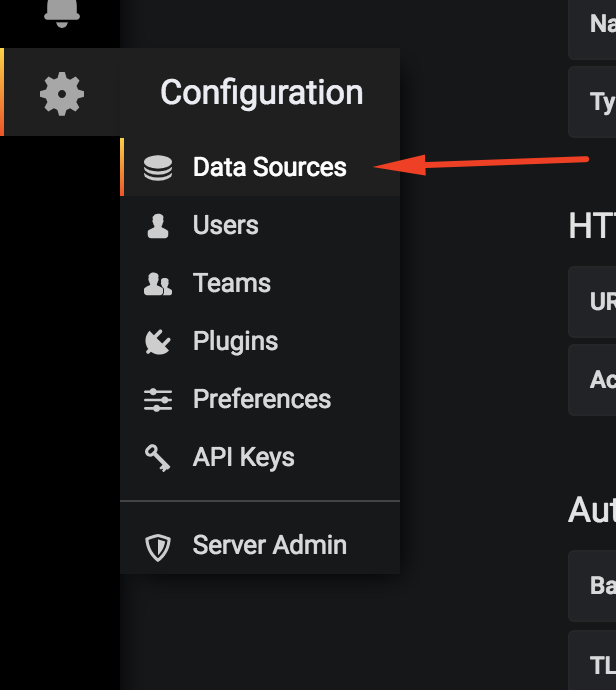 Configuration
Data Sources
Users
Teams
Plugins
Preferences
API Keys
Server Admin
Na
Ty
HT
UR
Ac
Aut
Ba
TL